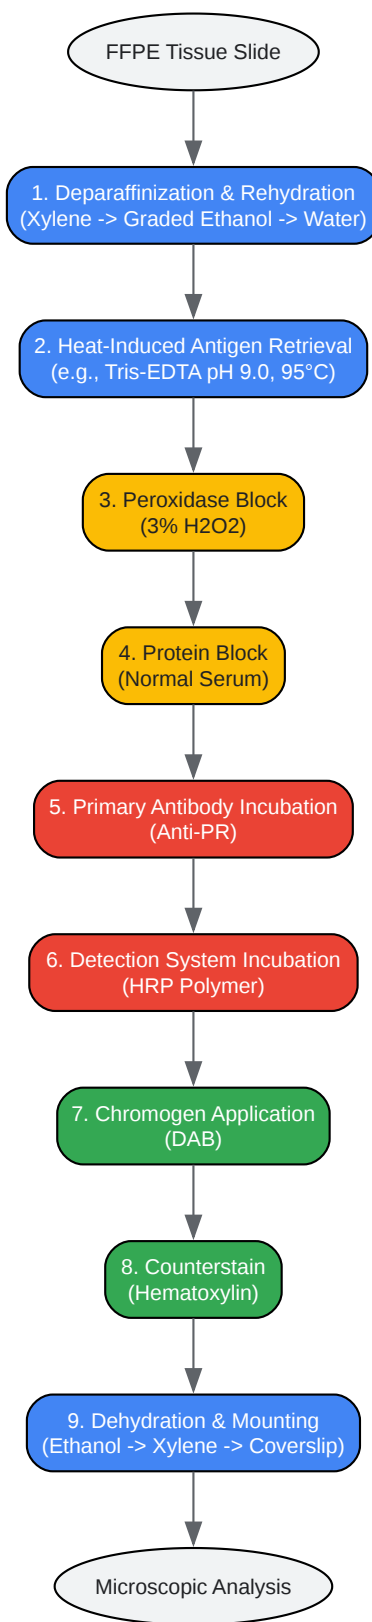 FFPE Tissue Slide
1. Deparaffinization & Rehydration
(Xylene -> Graded Ethanol -> Water)
2. Heat-Induced Antigen Retrieval
(e.g., Tris-EDTA pH 9.0, 95°C)
3. Peroxidase Block
(3% H2O2)
4. Protein Block
(Normal Serum)
5. Primary Antibody Incubation
(Anti-PR)
6. Detection System Incubation
(HRP Polymer)
7. Chromogen Application
(DAB)
8. Counterstain
(Hematoxylin)
9. Dehydration & Mounting
(Ethanol -> Xylene -> Coverslip)
Microscopic Analysis